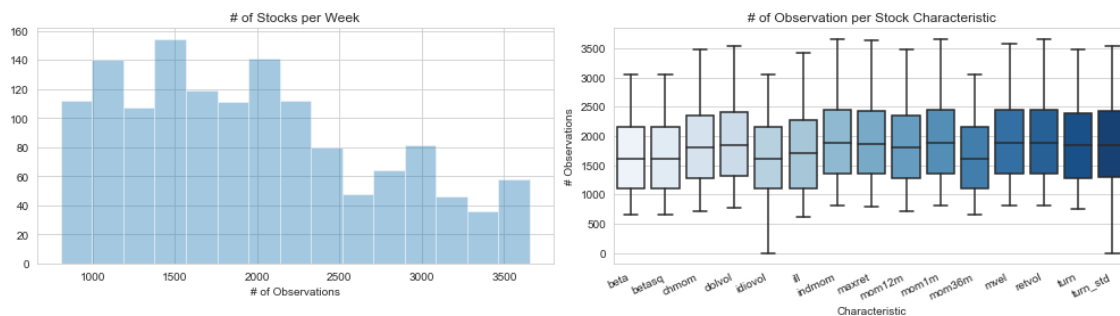 # of Stocks per Week
160
140
120
100
80
60
40
20
0
1000 1500 2000 2500 3000 3500
# of Observations
# of Observation per Stock Characteristic
# Observations
3500
3000
2500
2000
1500
1000
500
0
beta betasq chmom dolvol idiovol ill indmom maxret mom12m mom1m mom36m mvel retvol turn turn_std
Characteristic